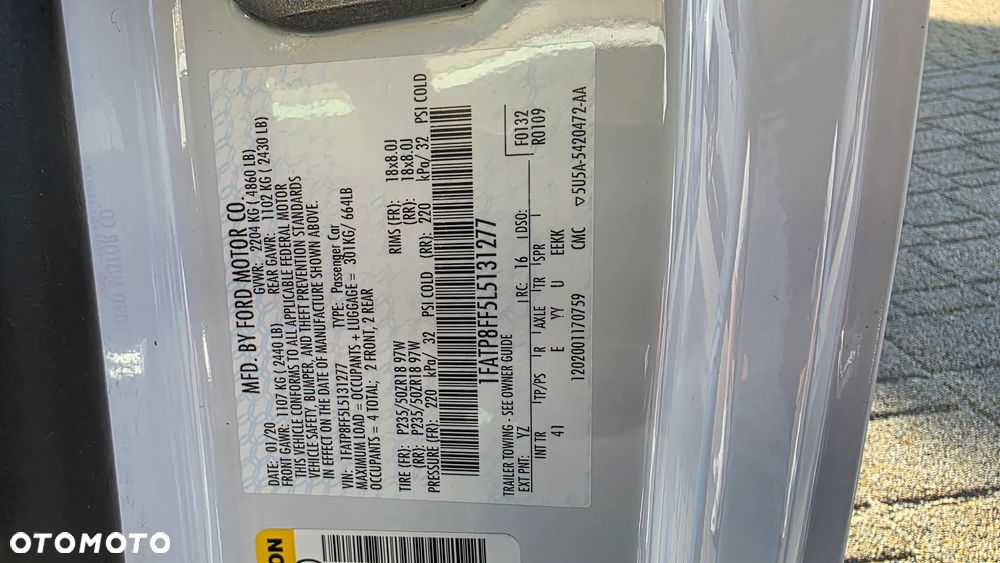 MFD. BY FORD MOTOR CO.
DATE: 01/20 GVWR: 2204 KG ( 4860 LB)
FRONT GAWR: 1107 KG ( 2440 LB) REAR GAWR: 1102 KG ( 2430 LB)
THIS VEHICLE CONFORMS TO ALL APPLICABLE FEDERAL MOTOR
VEHICLE SAFETY, BUMPER, AND THEFT PREVENTION STANDARDS
IN EFFECT ON THE DATE OF MANUFACTURE SHOWN ABOVE.
VIN: 1FATP8FF5L5131277 TYPE: Passenger Car
MAXIMUM LOAD = OCCUPANTS + LUGGAGE = 301KG/ 664LB
OCCUPANTS = 4 TOTAL; 2 FRONT, 2 REAR
TIRE (FR): P235/50ZR18 97W RIMS (FR): 18x8.0J
(RR): P235/50ZR18 97W (RR): 18x8.0J
PRESSURE (FR): 220 kPa/ 32 PSI COLD (RR): 220 kPa/ 32 PSI COLD
1FATP8FF5L5131277
TRAILER TOWING - SEE OWNER GUIDE F0132
EXT PNT: YZ RC: 16 DSO: R0109
INT TR TP/PS R AXLE TR SPR
41 E YY U EEKK
1202001170759 CMC ▽5U5A-5420472-AA
ION
OTOMOTO